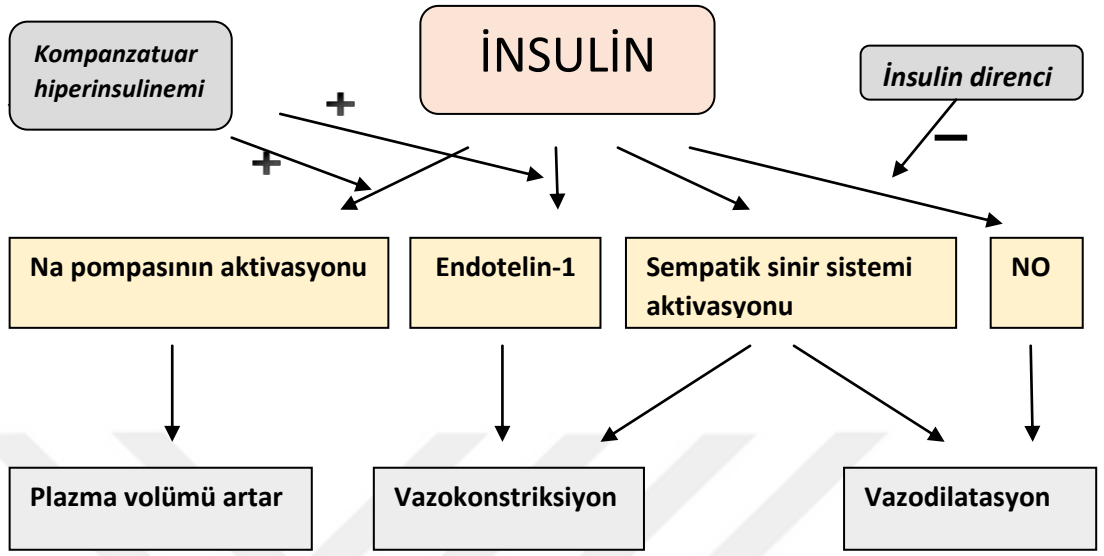 Kompanzatuar
hiperinsulinemi
İNSULİN
İnsulin direnci
+
+
−
Na pompasının aktivasyonu
Endotelin-1
Sempatik sinir sistemi
aktivasyonu
NO
Plazma volümü artar
Vazokonstriksiyon
Vazodilatasyon